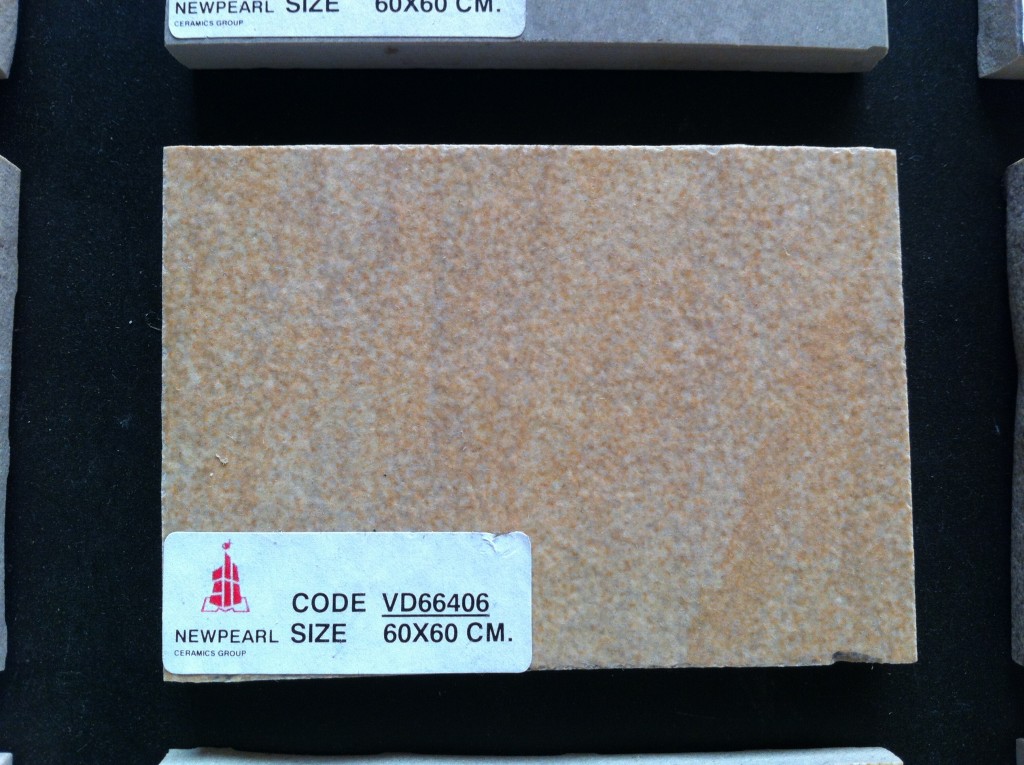 NEWPEARL SIZE 60X60 CM.
CERAMICS GROUP
CODE VD66406
NEWPEARL SIZE 60X60 CM.
CERAMICS GROUP